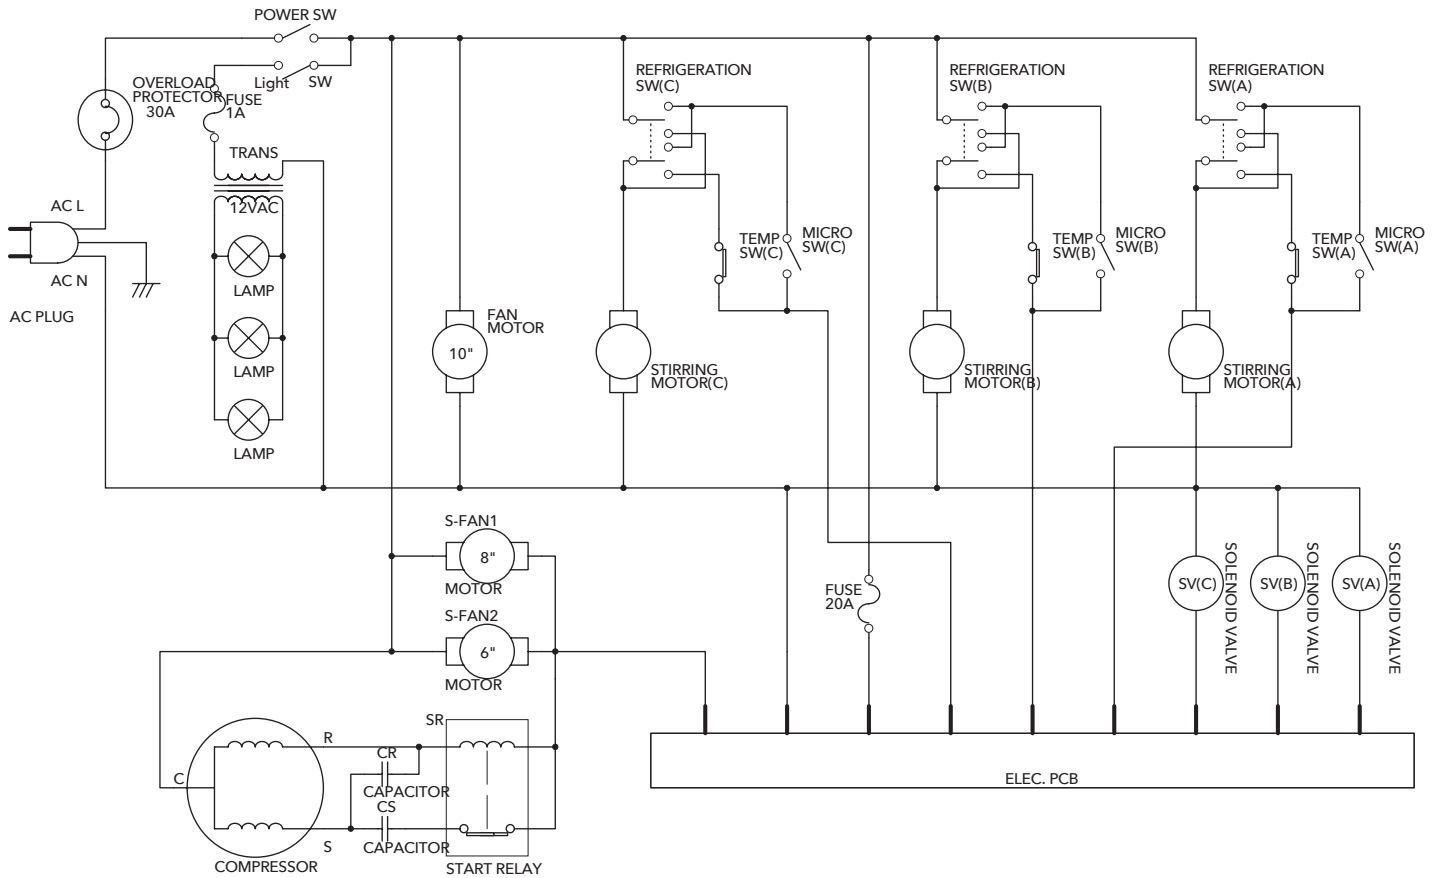 POWER SW
Light SW
OVERLOAD
PROTECTOR
30A
FUSE
1A
TRANS
12VAC
AC L
AC N
AC PLUG
LAMP
LAMP
LAMP
FAN
MOTOR
10"
REFRIGERATION
SW(C)
TEMP
SW(C)
MICRO
SW(C)
STIRRING
MOTOR(C)
REFRIGERATION
SW(B)
TEMP
SW(B)
MICRO
SW(B)
STIRRING
MOTOR(B)
REFRIGERATION
SW(A)
TEMP
SW(A)
MICRO
SW(A)
STIRRING
MOTOR(A)
S-FAN1
8"
MOTOR
S-FAN2
6"
MOTOR
FUSE
20A
SV(C)
SOLENOID VALVE
SV(B)
SOLENOID VALVE
SV(A)
SOLENOID VALVE
SR
R
CR
CAPACITOR
C
CS
CAPACITOR
S
COMPRESSOR
START RELAY
ELEC. PCB